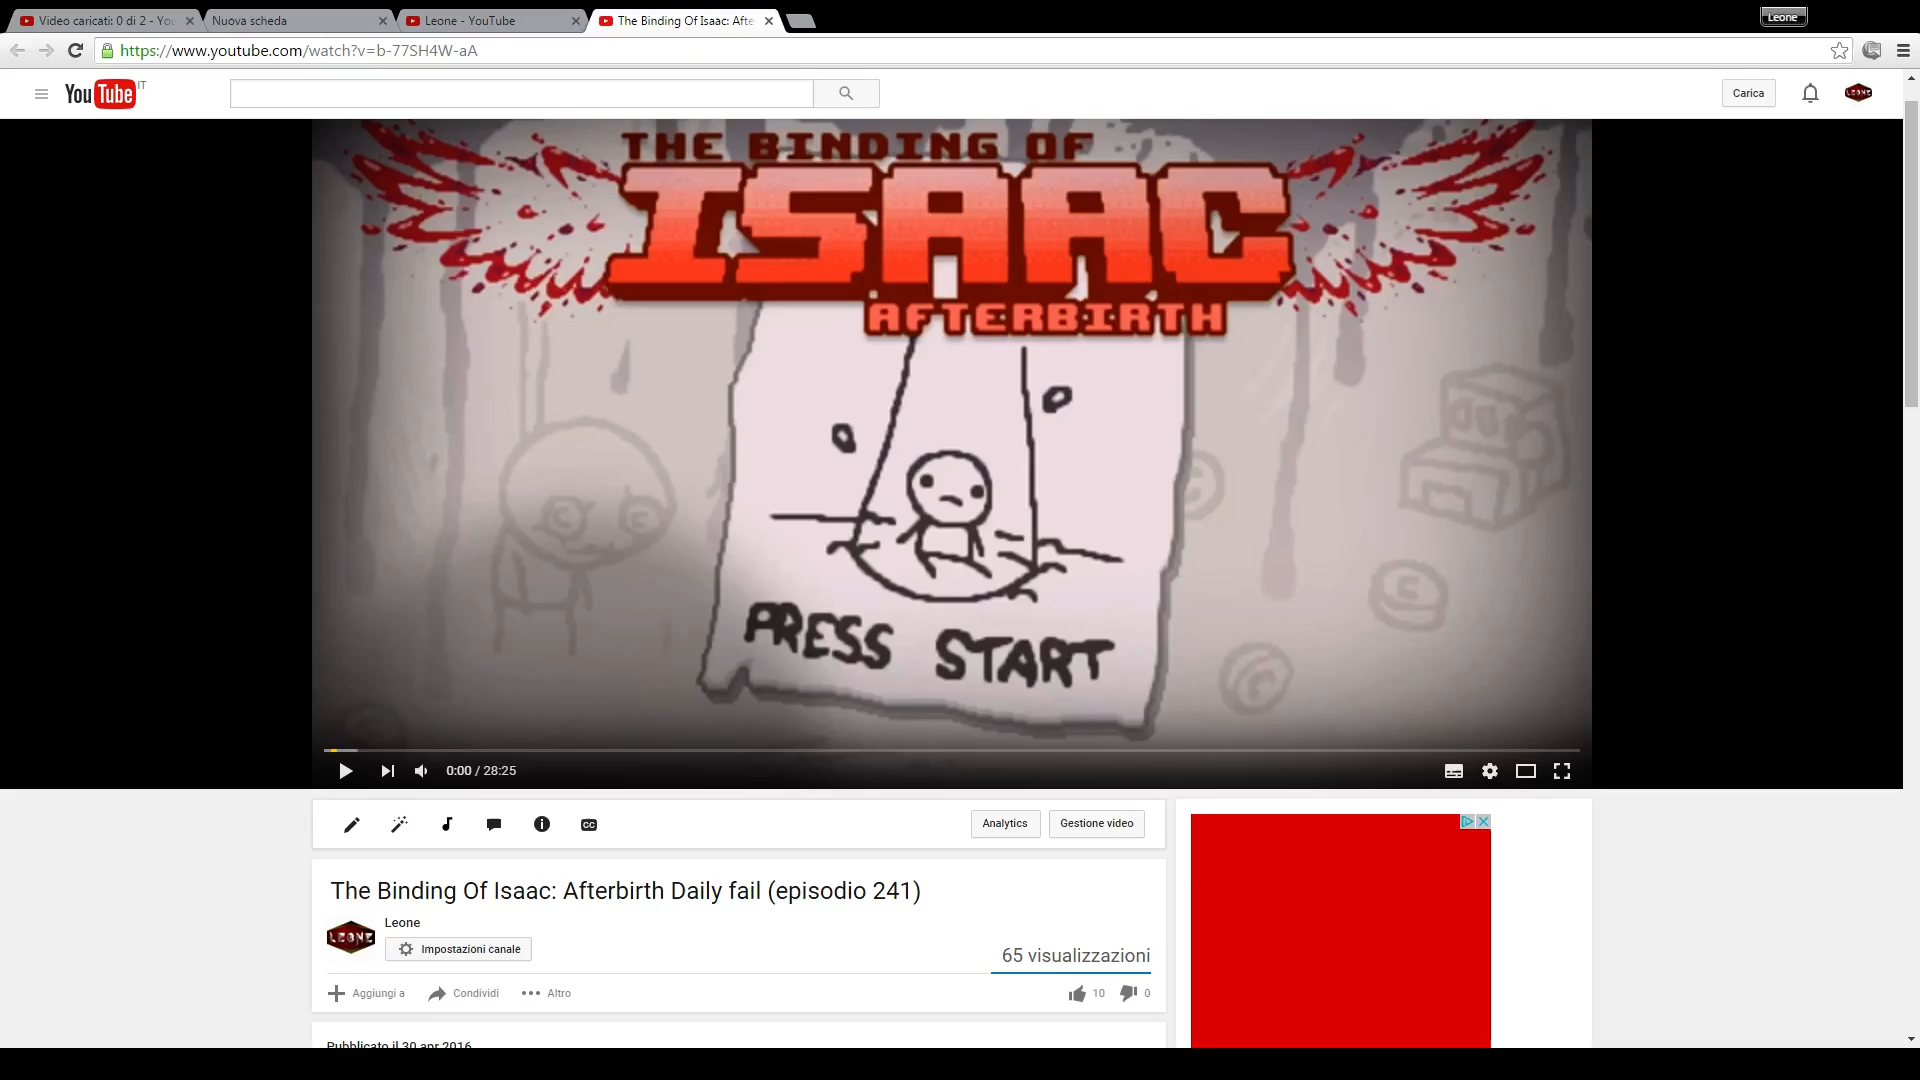 Video caricati: 0 di 2 - You
Nuova scheda
Leone - YouTube
The Binding Of Isaac: Afte
Leone
https://www.youtube.com/watch?v=b-77SH4W-aA
YouTube IT
Carica
LEONE
THE BINDING OF
ISAAC
AFTERBIRTH
PRESS START
0:00 / 28:25
CC
Analytics
Gestione video
The Binding Of Isaac: Afterbirth Daily fail (episodio 241)
LEONE
Leone
Impostazioni canale
65 visualizzazioni
Aggiungi a
Condividi
Altro
10
0
Pubblicato il 30 apr 2016